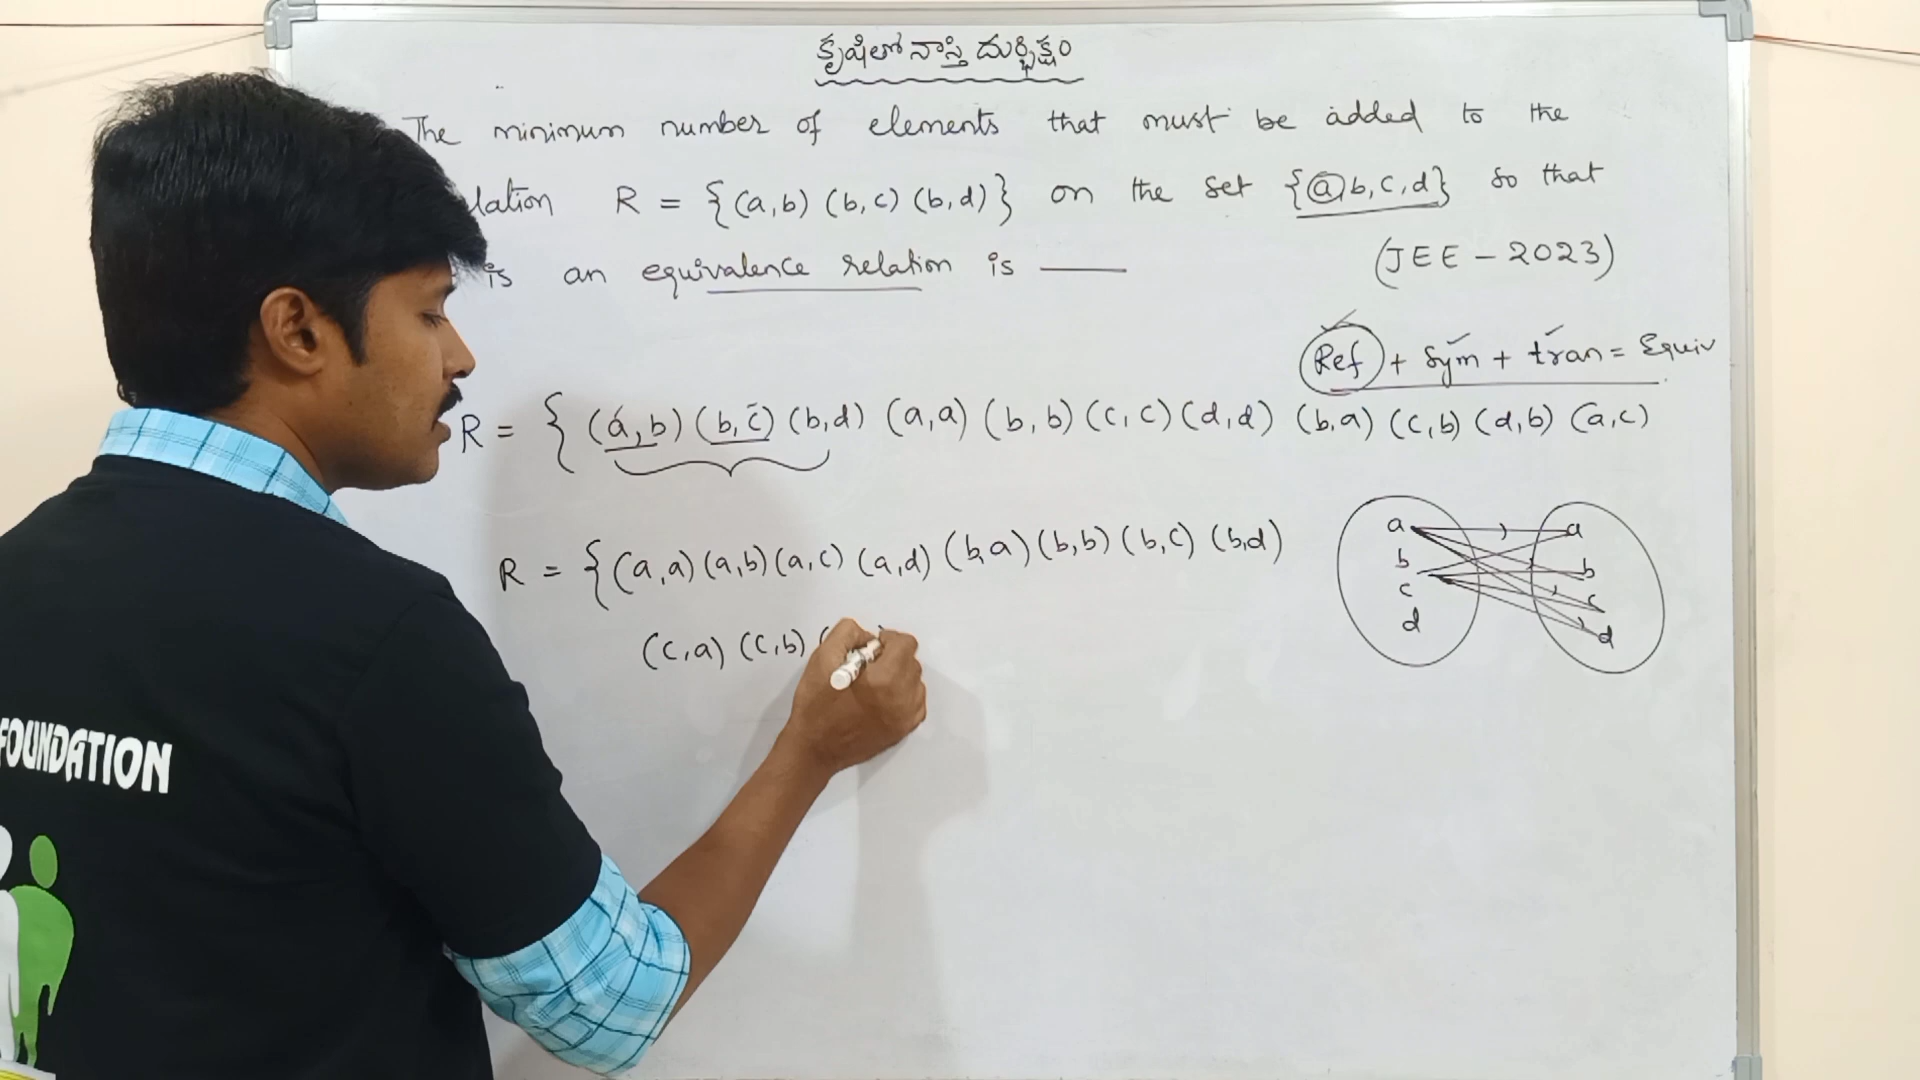 కృషితో నాస్తి దుర్భిక్షం
The minimum number of elements that must be added to the
lation R = {(a,b) (b,c) (b,d)} on the set {a b, c, d} so that
is an equivalence relation is ——
(JEE - 2023)
Ref + Sym + tran = Equiv
R = { (a,b) (b,c) (b,d) (a,a) (b,b) (c,c) (d,d) (b,a) (c,b) (d,b) (a,c)
R = {(a,a) (a,b) (a,c) (a,d) (b,a) (b,b) (b,c) (b,d)
(c,a) (c,b) (
a a
b b
c c
d d
FOUNDATION